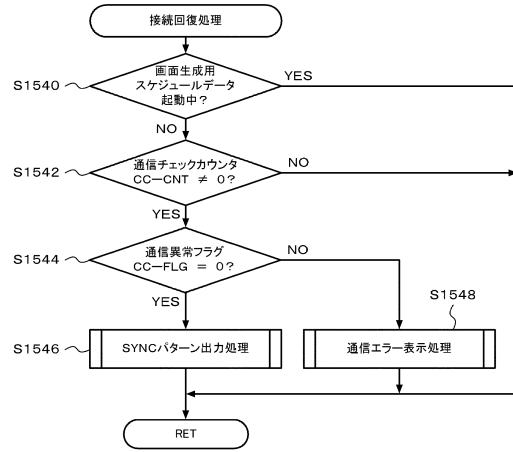 接続回復処理
S1540
画面生成用
スケジュールデータ
起動中？
YES
NO
S1542
通信チェックカウンタ
CC−CNT ≠ 0？
NO
YES
S1544
通信異常フラグ
CC−FLG = 0？
NO
YES
S1548
S1546
SYNCパターン出力処理
通信エラー表示処理
RET